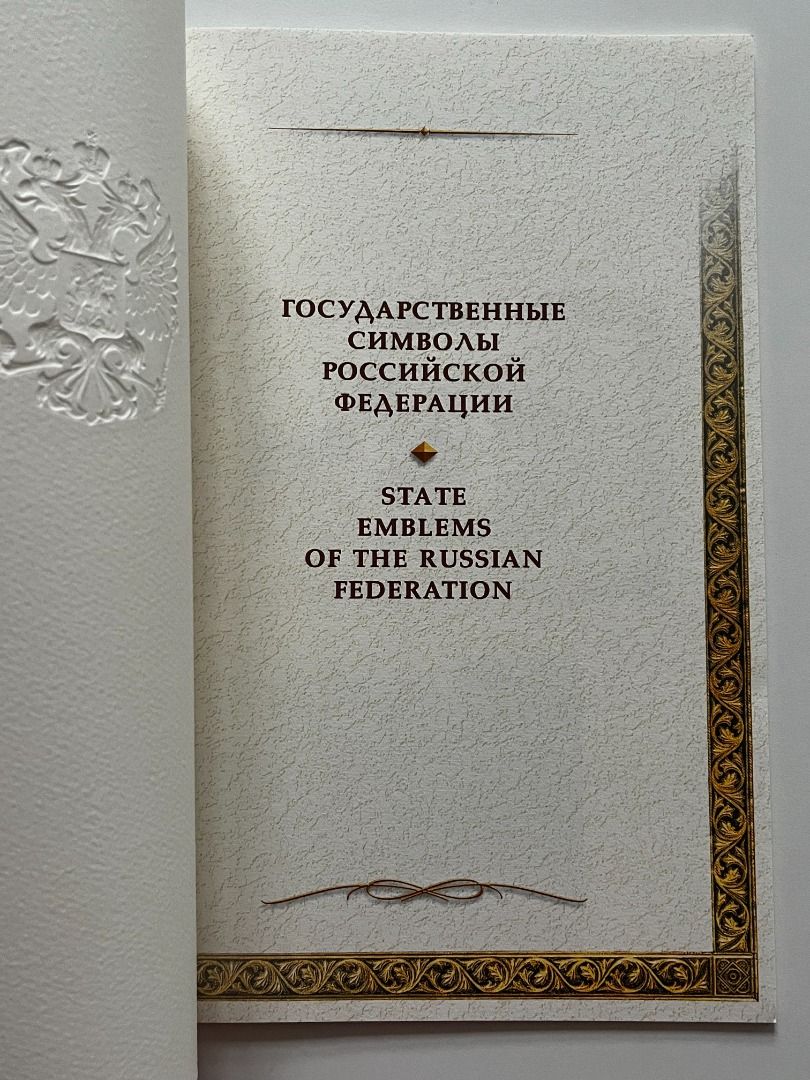 ГОСУДАРСТВЕННЫЕ
СИМВОЛЫ
РОССИЙСКОЙ
ФЕДЕРАЦИИ
STATE
EMBLEMS
OF THE RUSSIAN
FEDERATION